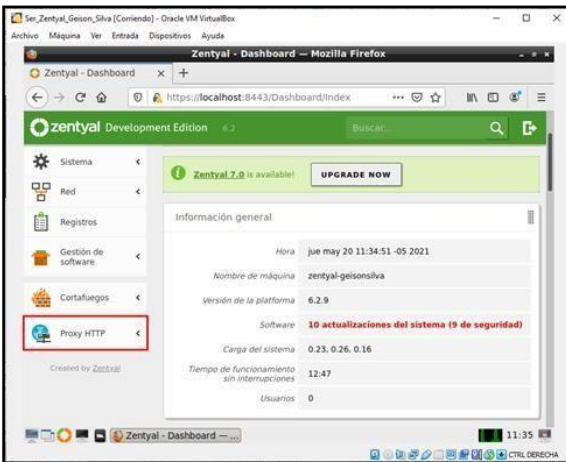 Ser_Zentyal_Geison_Silva [Corriendo] - Oracle VM VirtualBox
Archivo Máquina Ver Entrada Dispositivos Ayuda
Zentyal - Dashboard — Mozilla Firefox
Zentyal - Dashboard
https://localhost:8443/Dashboard/Index
zentyal Development Edition 6.2
Buscar...
Sistema
Red
Registros
Gestión de
software
Cortafuegos
Proxy HTTP
Created by Zentyal
Zentyal 7.0 is available! UPGRADE NOW
Información general
Hora jue may 20 11:34:51 -05 2021
Nombre de máquina zentyal-geisonsilva
Versión de la plataforma 6.2.9
Software 10 actualizaciones del sistema (9 de seguridad)
Carga del sistema 0.23, 0.26, 0.16
Tiempo de funcionamiento
sin interrupciones 12:47
Usuarios 0
Zentyal - Dashboard — ...
11:35
CTRL DERECHA